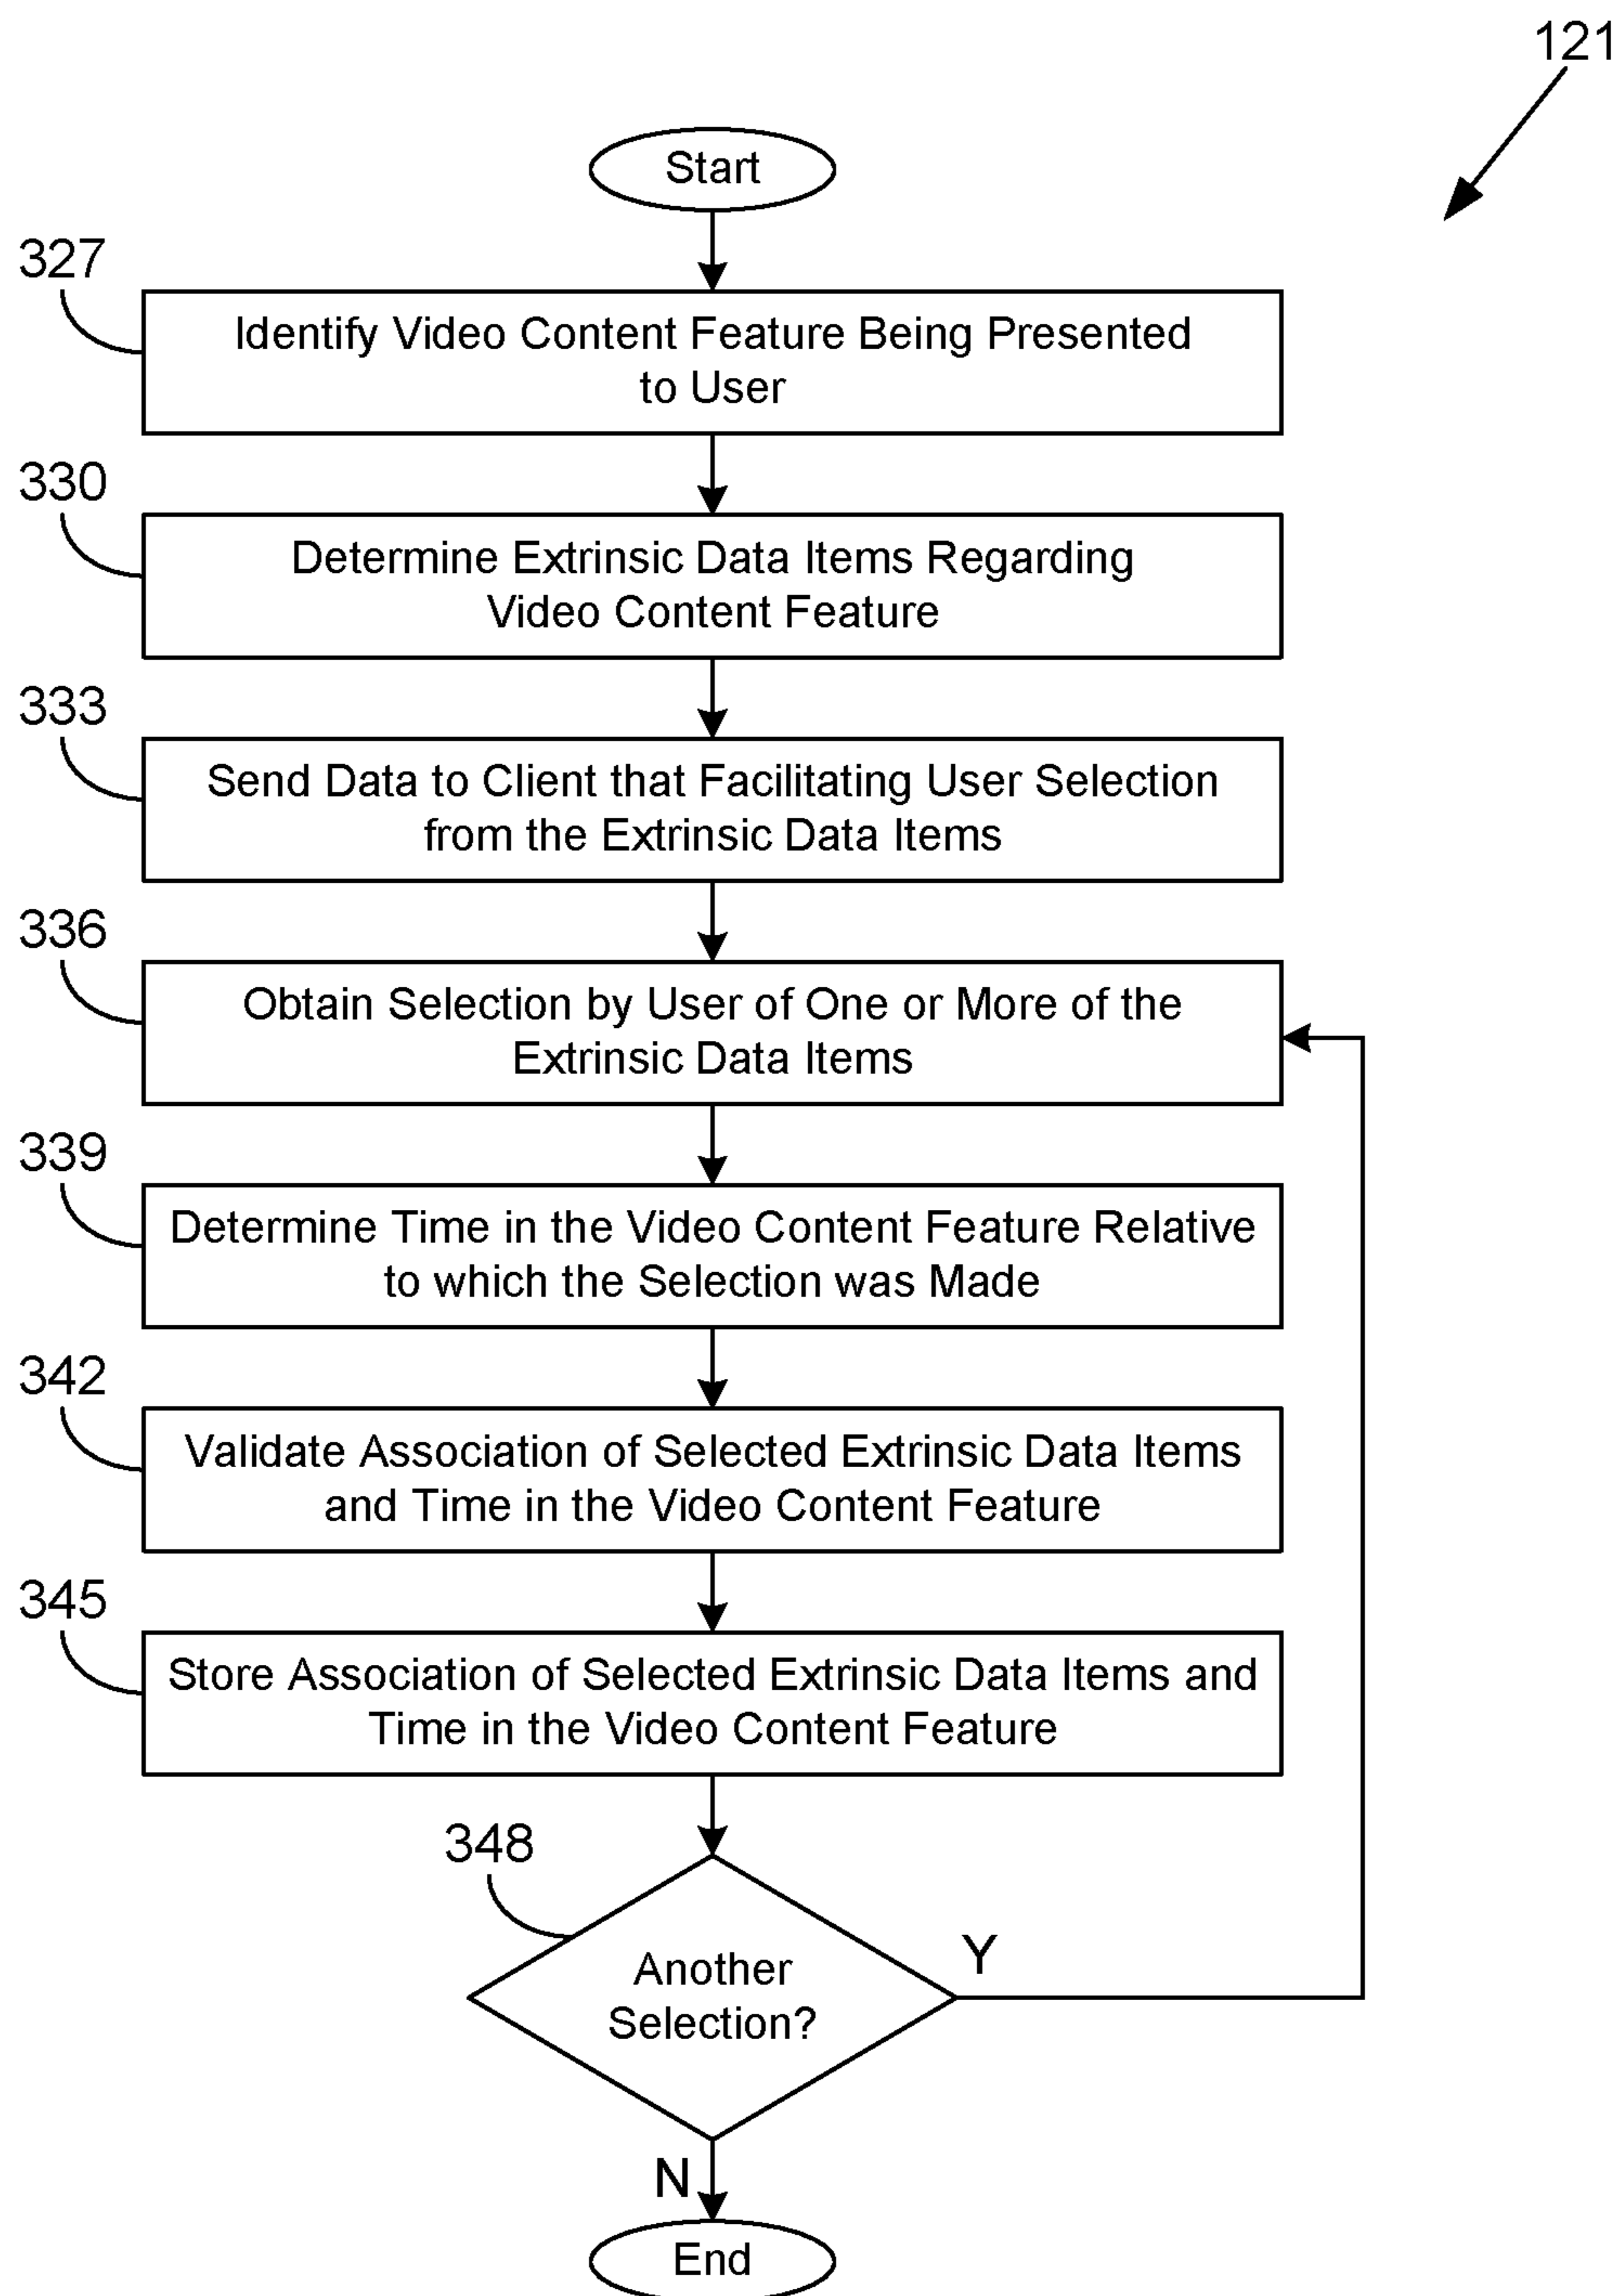 121
Start
327
Identify Video Content Feature Being Presented
to User
330
Determine Extrinsic Data Items Regarding
Video Content Feature
333
Send Data to Client that Facilitating User Selection
from the Extrinsic Data Items
336
Obtain Selection by User of One or More of the
Extrinsic Data Items
339
Determine Time in the Video Content Feature Relative
to which the Selection was Made
342
Validate Association of Selected Extrinsic Data Items
and Time in the Video Content Feature
345
Store Association of Selected Extrinsic Data Items and
Time in the Video Content Feature
348
Another
Selection?
Y
N
End